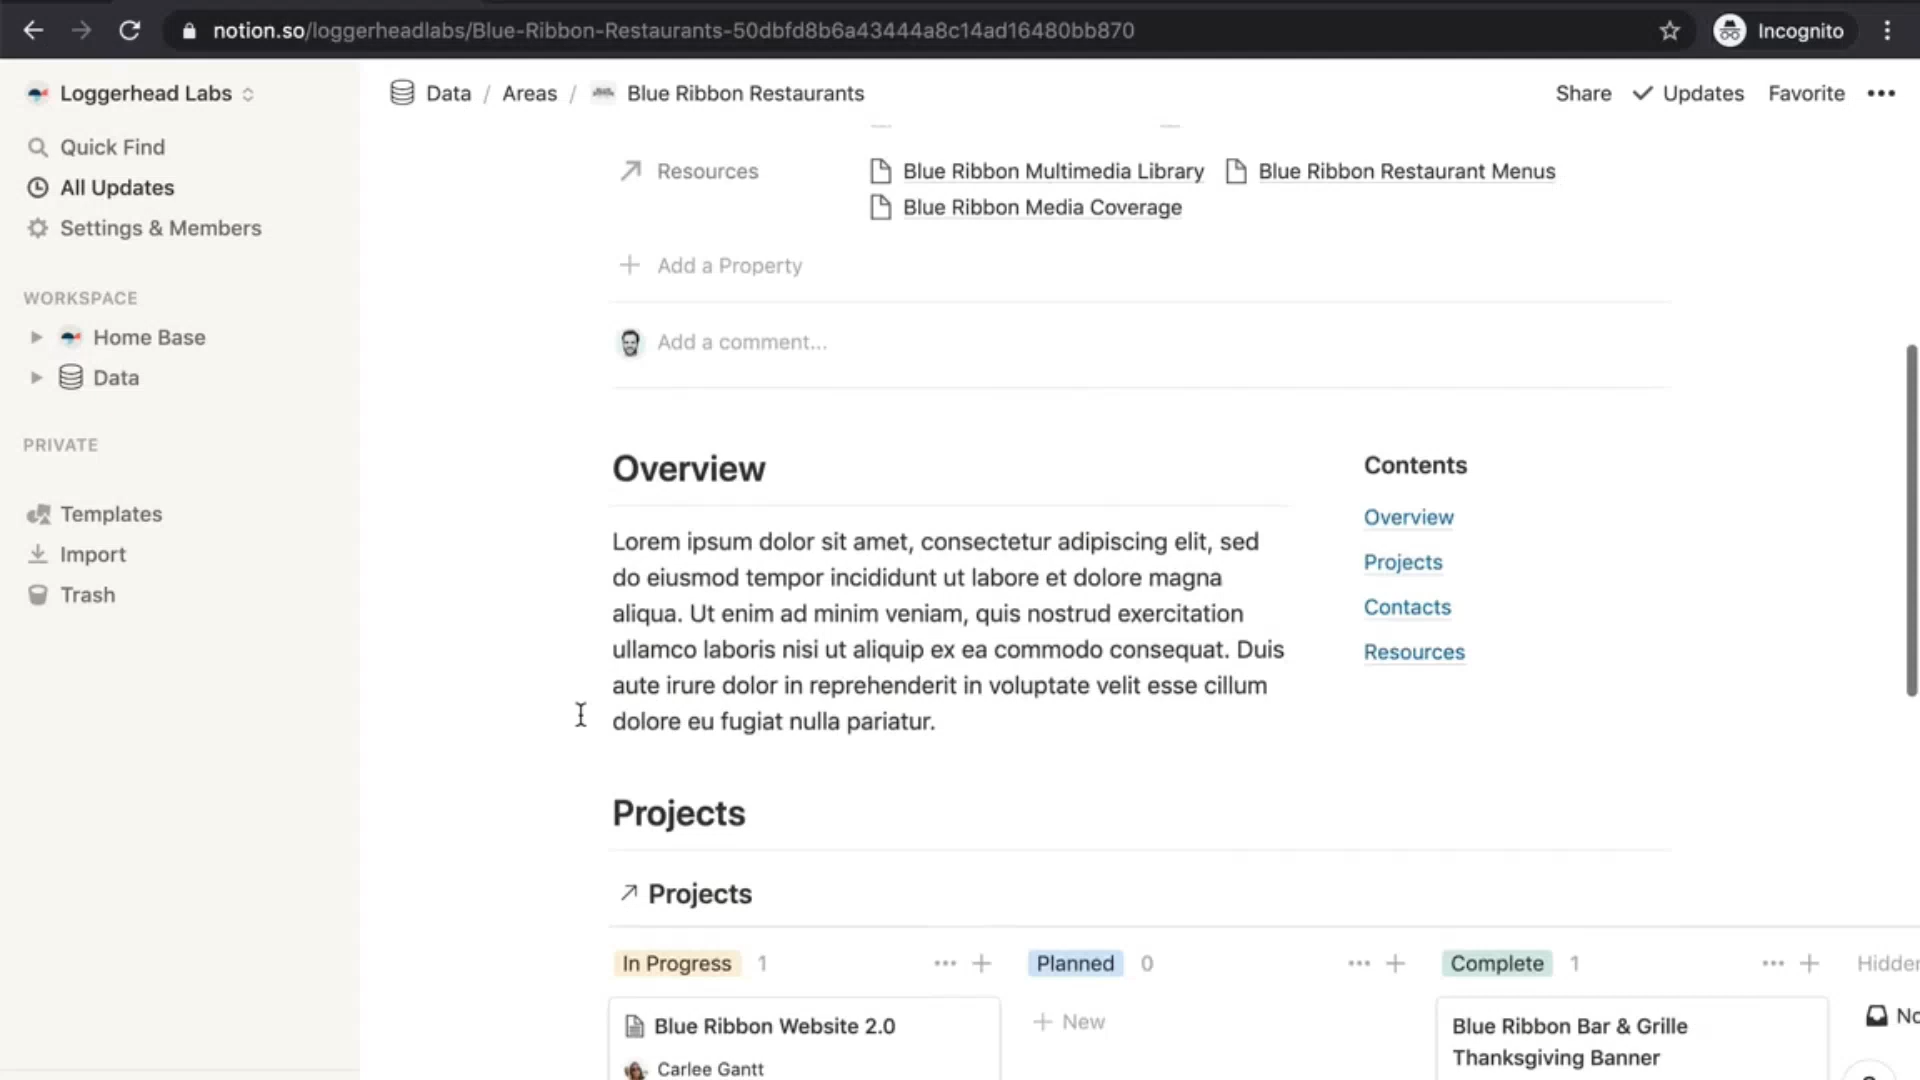 notion.so/loggerheadlabs/Blue-Ribbon-Restaurants-50dbfd8b6a43444a8c14ad16480bb870
Incognito
Loggerhead Labs
Data / Areas / Blue Ribbon Restaurants
Share
Updates
Favorite
Quick Find
All Updates
Settings & Members
WORKSPACE
Home Base
Data
PRIVATE
Templates
Import
Trash
Resources
Blue Ribbon Multimedia Library
Blue Ribbon Restaurant Menus
Blue Ribbon Media Coverage
Add a Property
Add a comment...
Overview
Lorem ipsum dolor sit amet, consectetur adipiscing elit, sed
do eiusmod tempor incididunt ut labore et dolore magna
aliqua. Ut enim ad minim veniam, quis nostrud exercitation
ullamco laboris nisi ut aliquip ex ea commodo consequat. Duis
aute irure dolor in reprehenderit in voluptate velit esse cillum
dolore eu fugiat nulla pariatur.
Contents
Overview
Projects
Contacts
Resources
Projects
Projects
In Progress 1
Planned 0
Complete 1
Hidden
Blue Ribbon Website 2.0
Carlee Gantt
New
Blue Ribbon Bar & Grille
Thanksgiving Banner
No